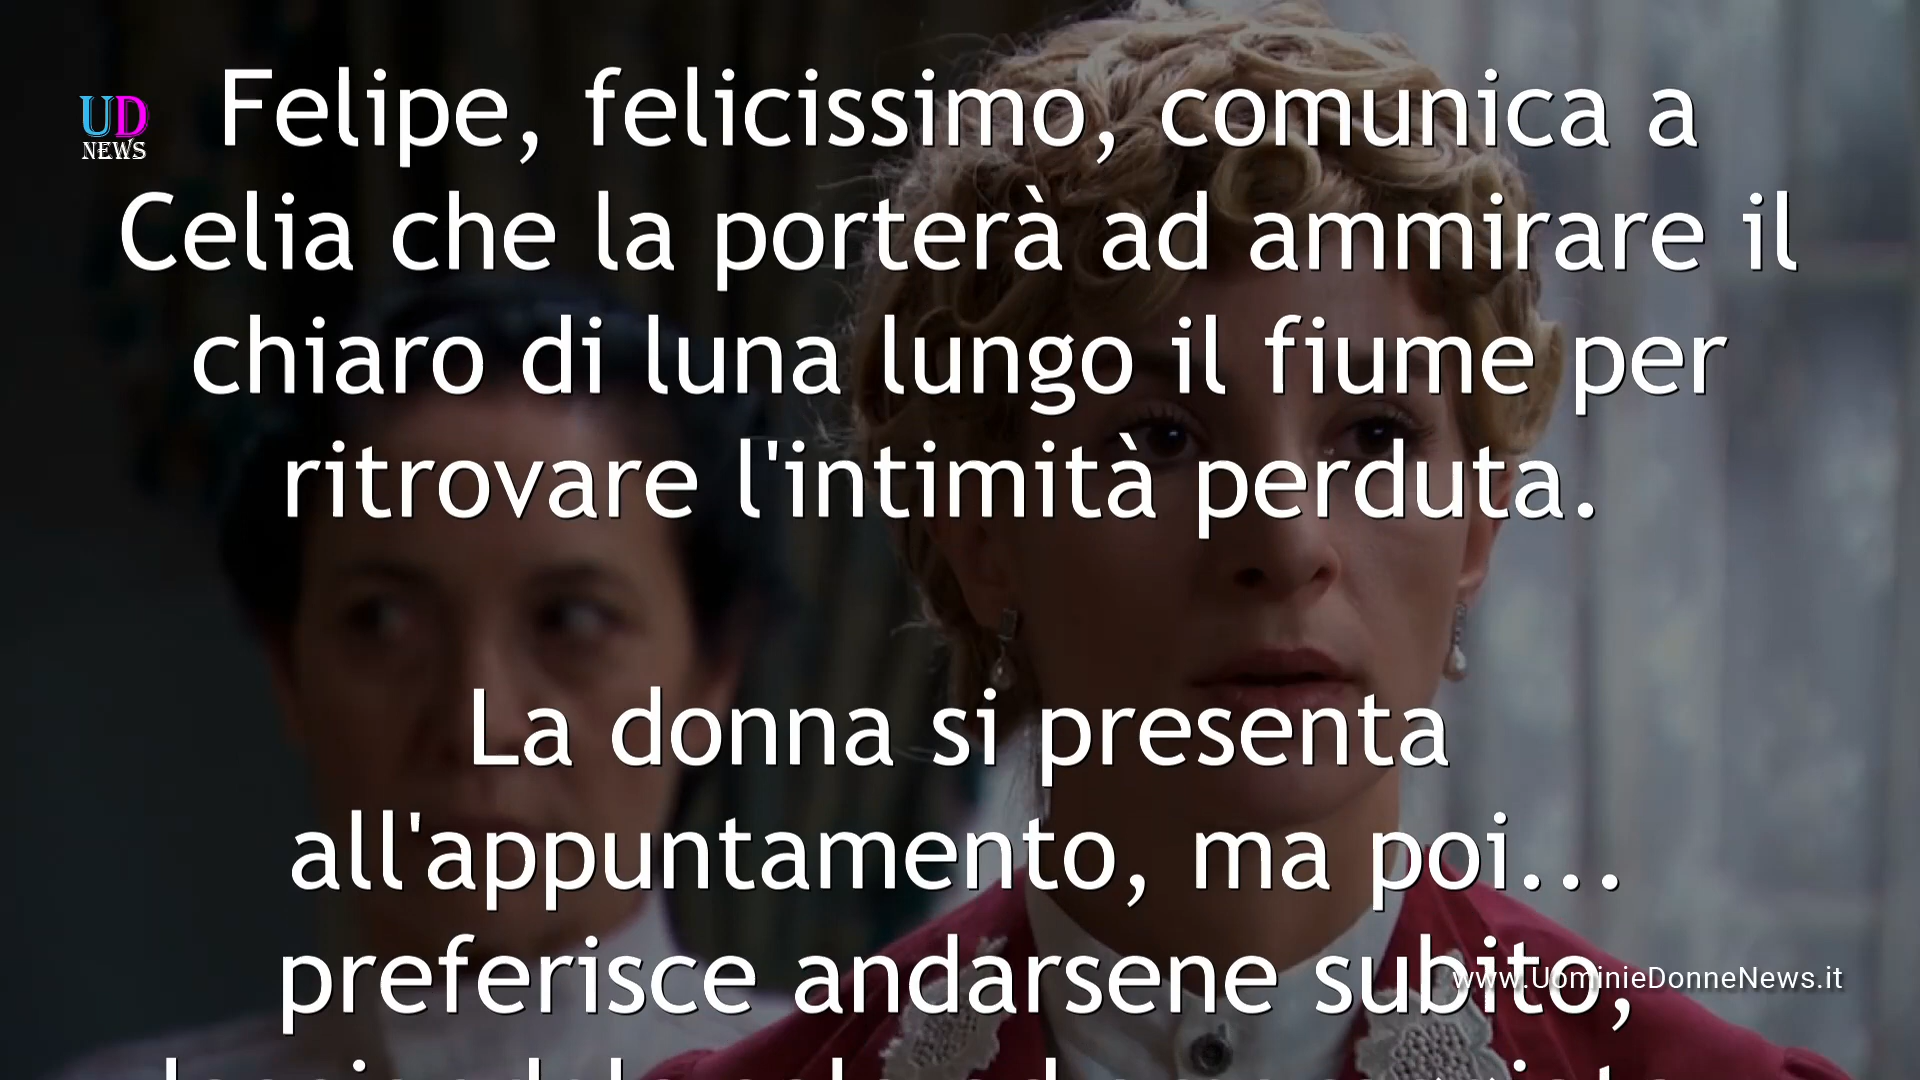 UD
NEWS
Felipe, felicissimo, comunica a
Celia che la porterà ad ammirare il
chiaro di luna lungo il fiume per
ritrovare l'intimità perduta.
La donna si presenta
all'appuntamento, ma poi...
preferisce andarsene subito,
www.UominieDonneNews.it